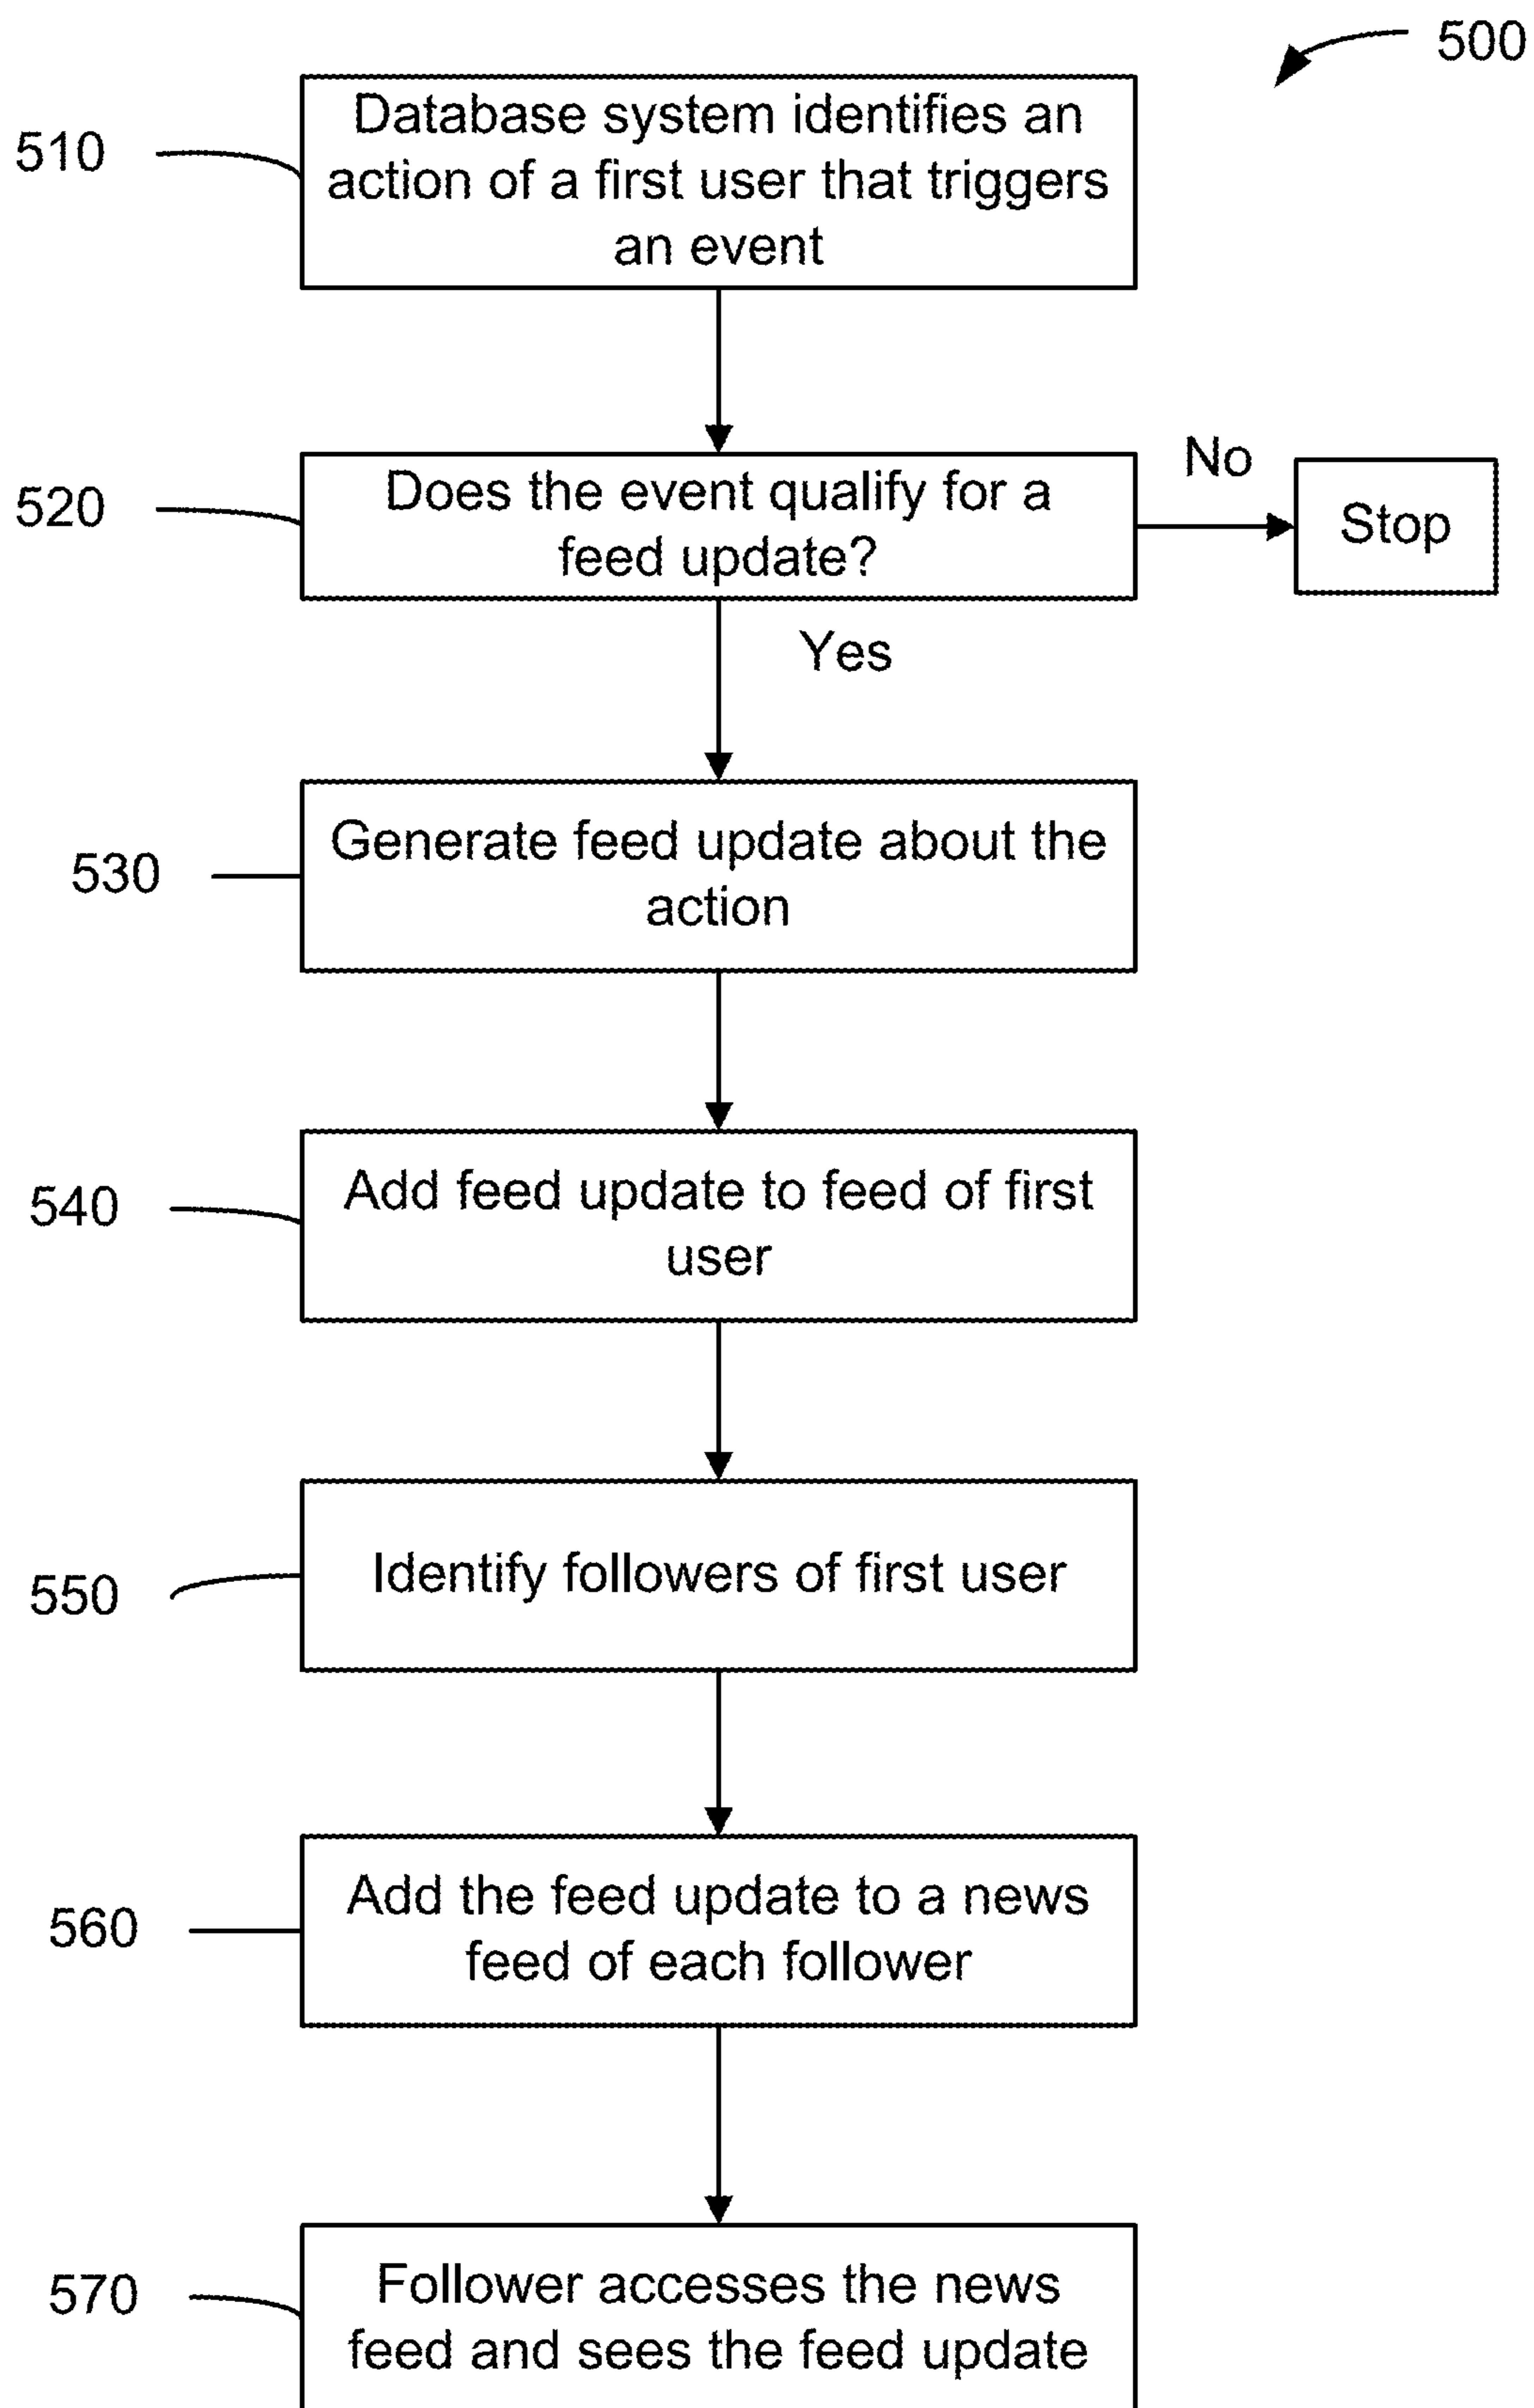 500
510
Database system identifies an
action of a first user that triggers
an event
520
Does the event qualify for a
feed update?
No
Stop
Yes
530
Generate feed update about the
action
540
Add feed update to feed of first
user
550
Identify followers of first user
560
Add the feed update to a news
feed of each follower
570
Follower accesses the news
feed and sees the feed update